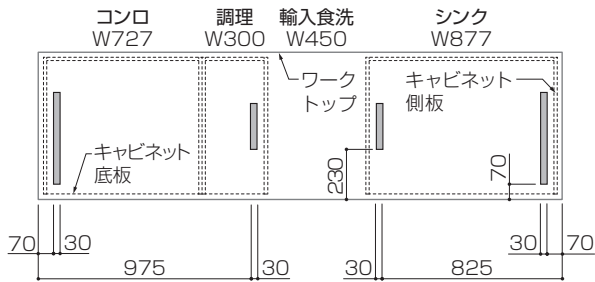 コンロ
W727
調理
W300
輸入食洗
W450
シンク
W877
ワーク
トップ
キャビネット
側板
キャビネット
底板
230
70
70
30
975
30
30
825
30
70